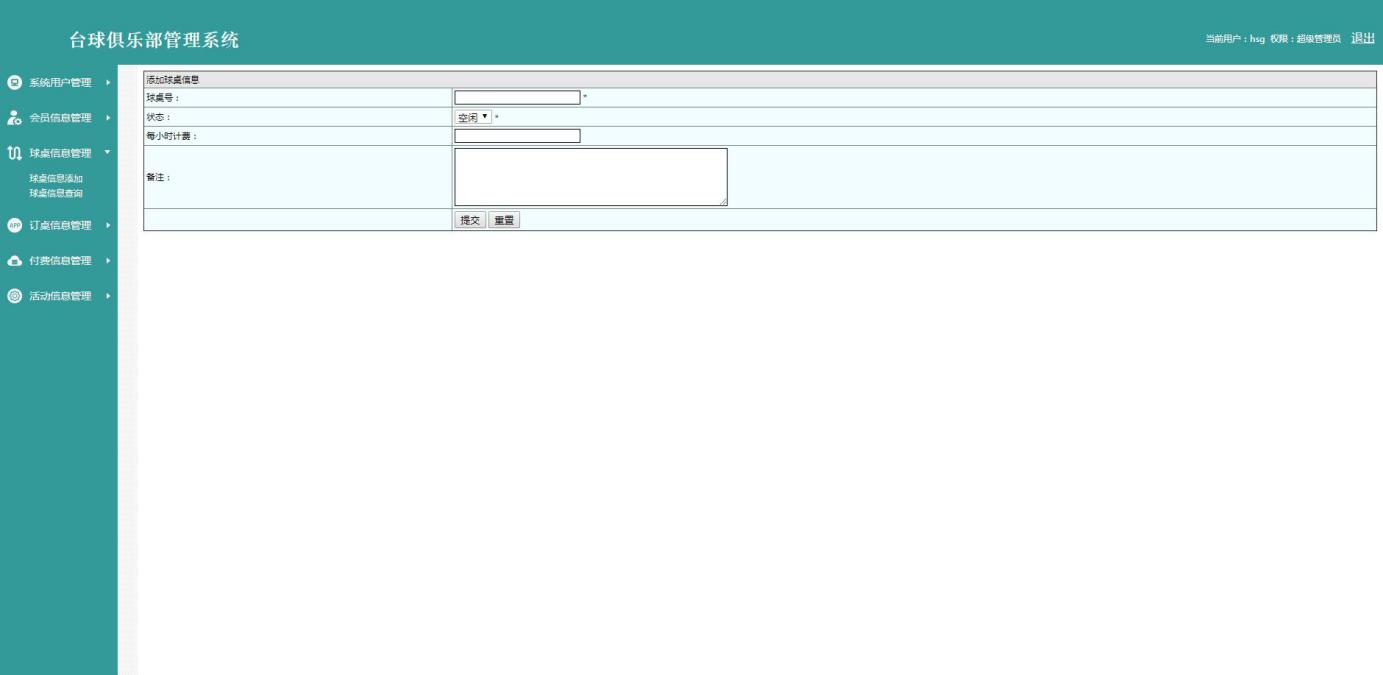 台球俱乐部管理系统
当前用户：hsg 权限：超级管理员 退出
系统用户管理
会员信息管理
球桌信息管理
球桌信息添加
球桌信息查询
APP 订桌信息管理
付费信息管理
活动信息管理
添加球桌信息
球桌号：
*
状态：
空闲 *
每小时计费：
备注：
提交 重置